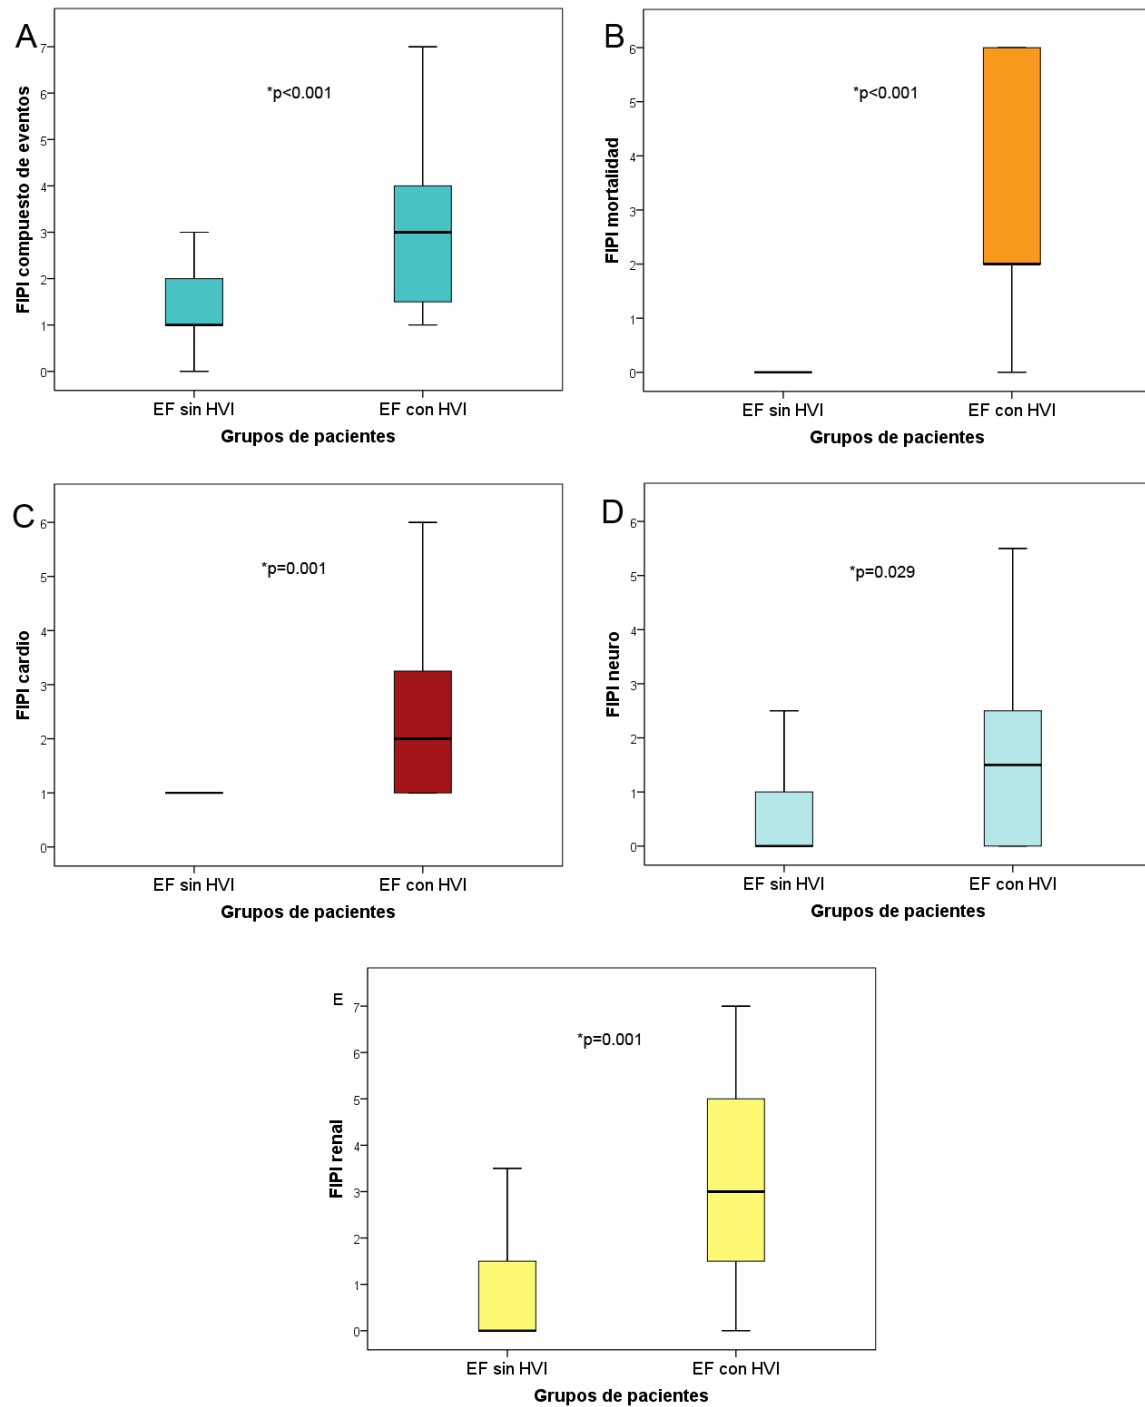 A
FIPI compuesto de eventos
7
6
5
4
3
2
1
0
*p<0.001
EF sin HVI
EF con HVI
Grupos de pacientes
B
FIPI mortalidad
6
5
4
3
2
1
0
*p<0.001
EF sin HVI
EF con HVI
Grupos de pacientes
C
FIPI cardio
6
5
4
3
2
1
0
*p=0.001
EF sin HVI
EF con HVI
Grupos de pacientes
D
FIPI neuro
6
5
4
3
2
1
0
*p=0.029
EF sin HVI
EF con HVI
Grupos de pacientes
E
FIPI renal
7
6
5
4
3
2
1
0
*p=0.001
EF sin HVI
EF con HVI
Grupos de pacientes